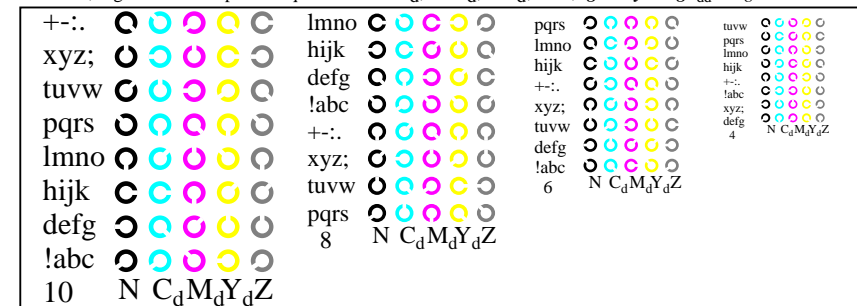 +-:.
xyz;
tuvw
pqrs
lmno
hijk
defg
!abc
10 N CdMdYdZ
lmno
hijk
defg
!abc
+-:.
xyz;
tuvw
pqrs
8 N CdMdYdZ
pqrs
lmno
hijk
+-:.
xyz;
tuvw
defg
!abc
6 N CdMdYdZ
tuvw
pqrs
lmno
hijk
+-:.
!abc
xyz;
defg
4 N CdMdYdZ